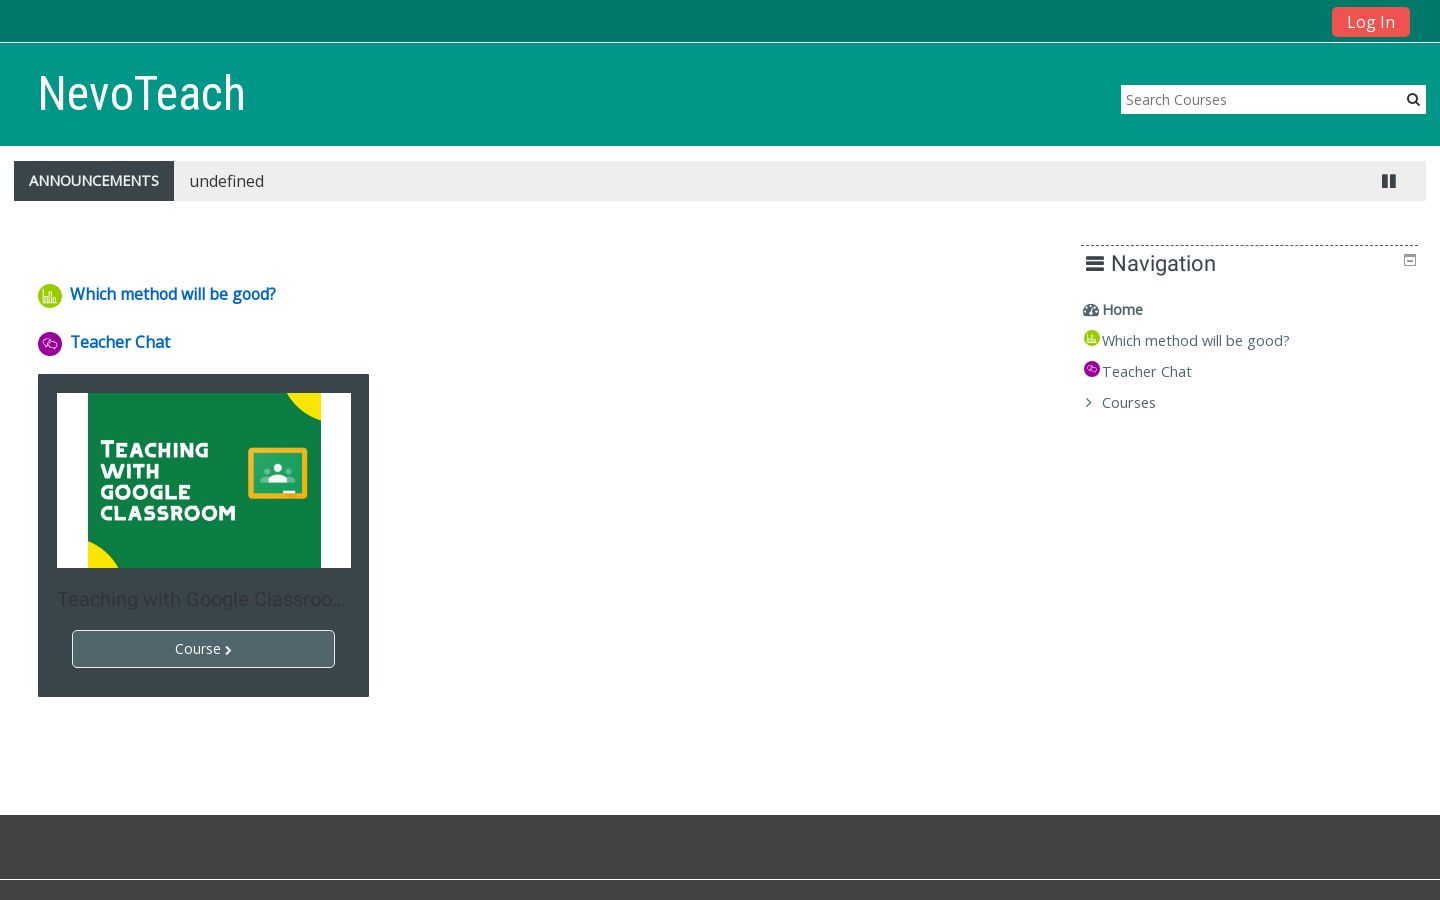 Log In
NevoTeach
Search Courses
ANNOUNCEMENTS
undefined
Which method will be good?
Teacher Chat
TEACHING
WITH
GOOGLE
CLASSROOM
Teaching with Google Classroo...
Course
Navigation
Home
Which method will be good?
Teacher Chat
Courses